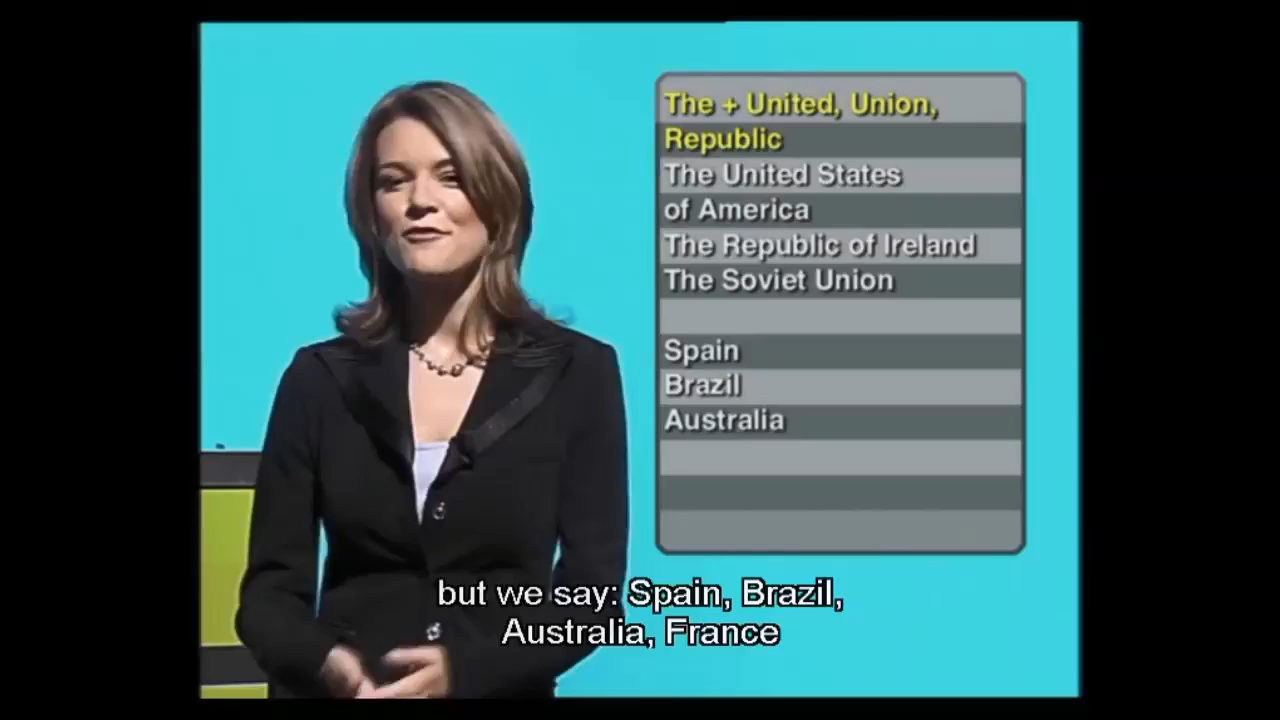 The + United, Union,
Republic
The United States
of America
The Republic of Ireland
The Soviet Union
Spain
Brazil
Australia
but we say: Spain, Brazil,
Australia, France